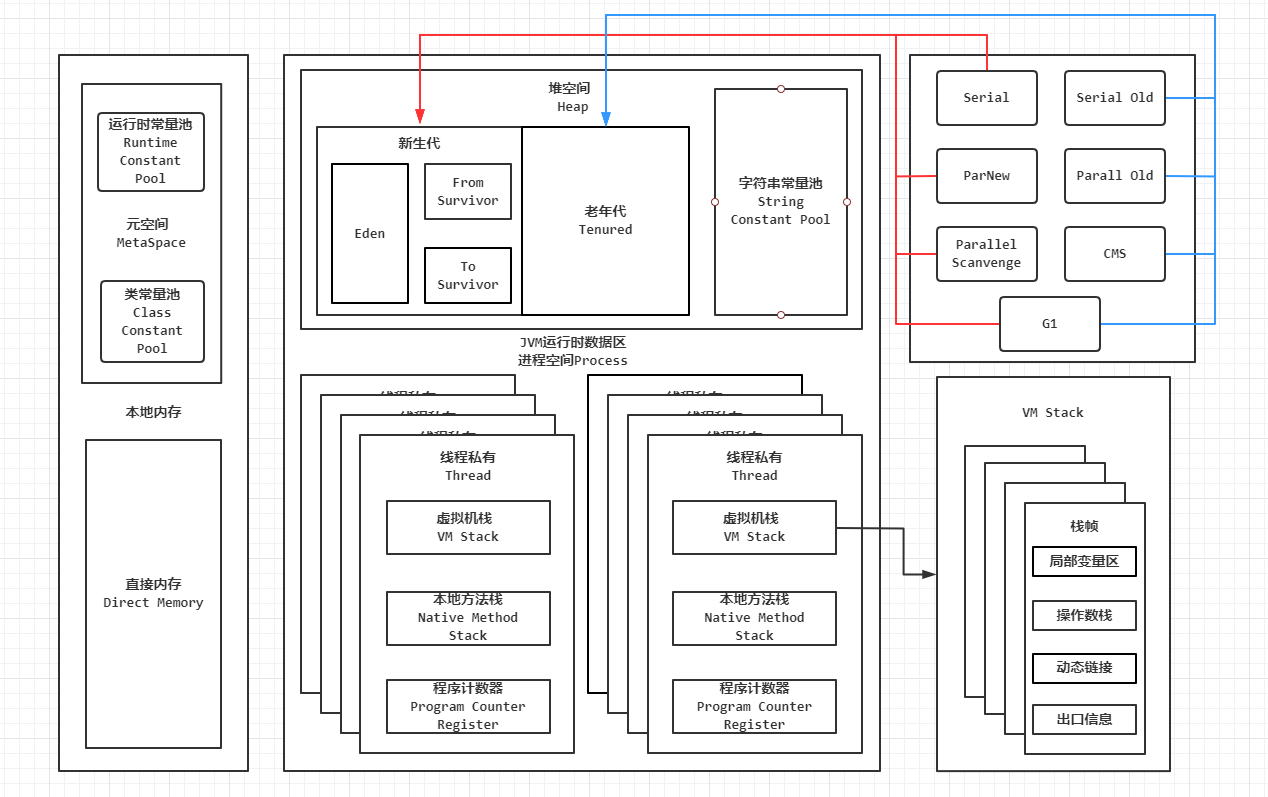 运行时常量池
Runtime
Constant
Pool
元空间
MetaSpace
类常量池
Class
Constant
Pool
本地内存
直接内存
Direct Memory
堆空间
Heap
新生代
Eden
From
Survivor
To
Survivor
老年代
Tenured
字符串常量池
String
Constant Pool
JVM运行时数据区
进程空间Process
线程私有
线程私有
线程私有
线程私有
Thread
虚拟机栈
VM Stack
本地方法栈
Native Method
Stack
程序计数器
Program Counter
Register
线程私有
线程私有
线程私有
线程私有
Thread
虚拟机栈
VM Stack
本地方法栈
Native Method
Stack
程序计数器
Program Counter
Register
Serial
Serial Old
ParNew
Parall Old
Parallel
Scanvenge
CMS
G1
VM Stack
栈帧
局部变量区
操作数栈
动态链接
出口信息